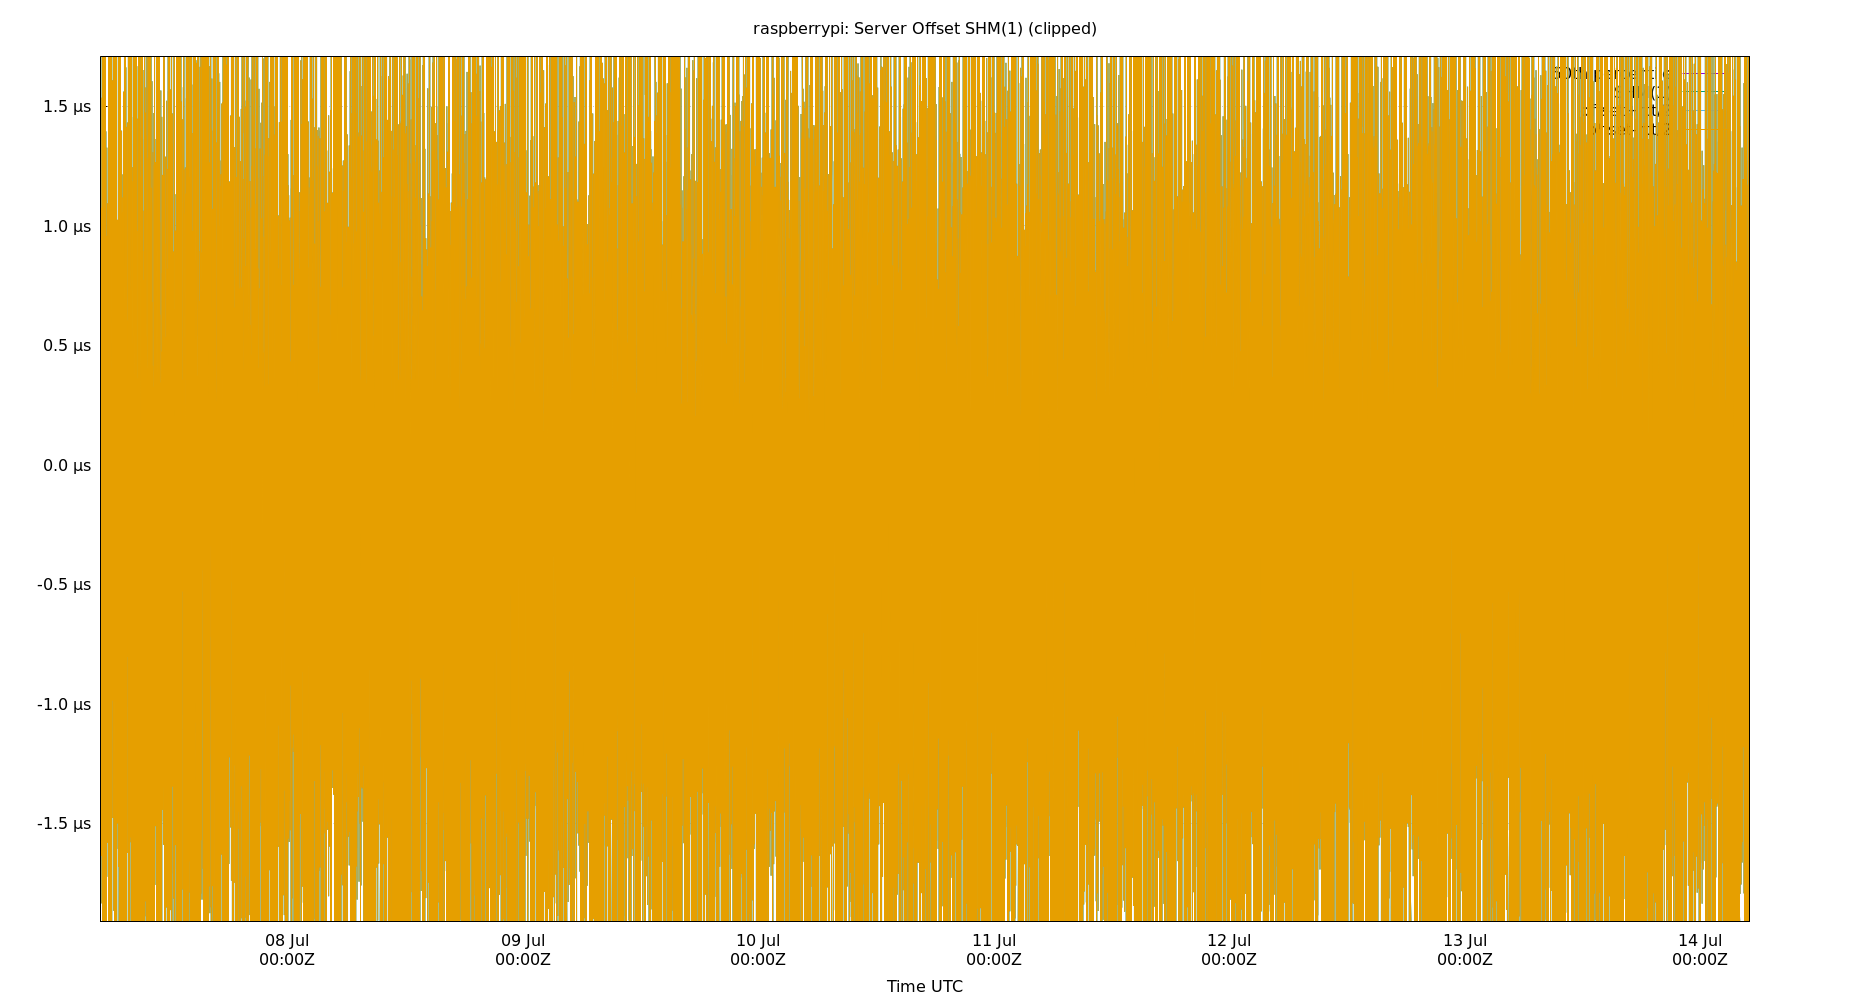 raspberrypi: Server Offset SHM(1) (clipped)
1.5 µs
1.0 µs
0.5 µs
0.0 µs
-0.5 µs
-1.0 µs
-1.5 µs
08 Jul 09 Jul 10 Jul 11 Jul 12 Jul 13 Jul 14 Jul
00:00Z 00:00Z 00:00Z 00:00Z 00:00Z 00:00Z 00:00Z
Time UTC